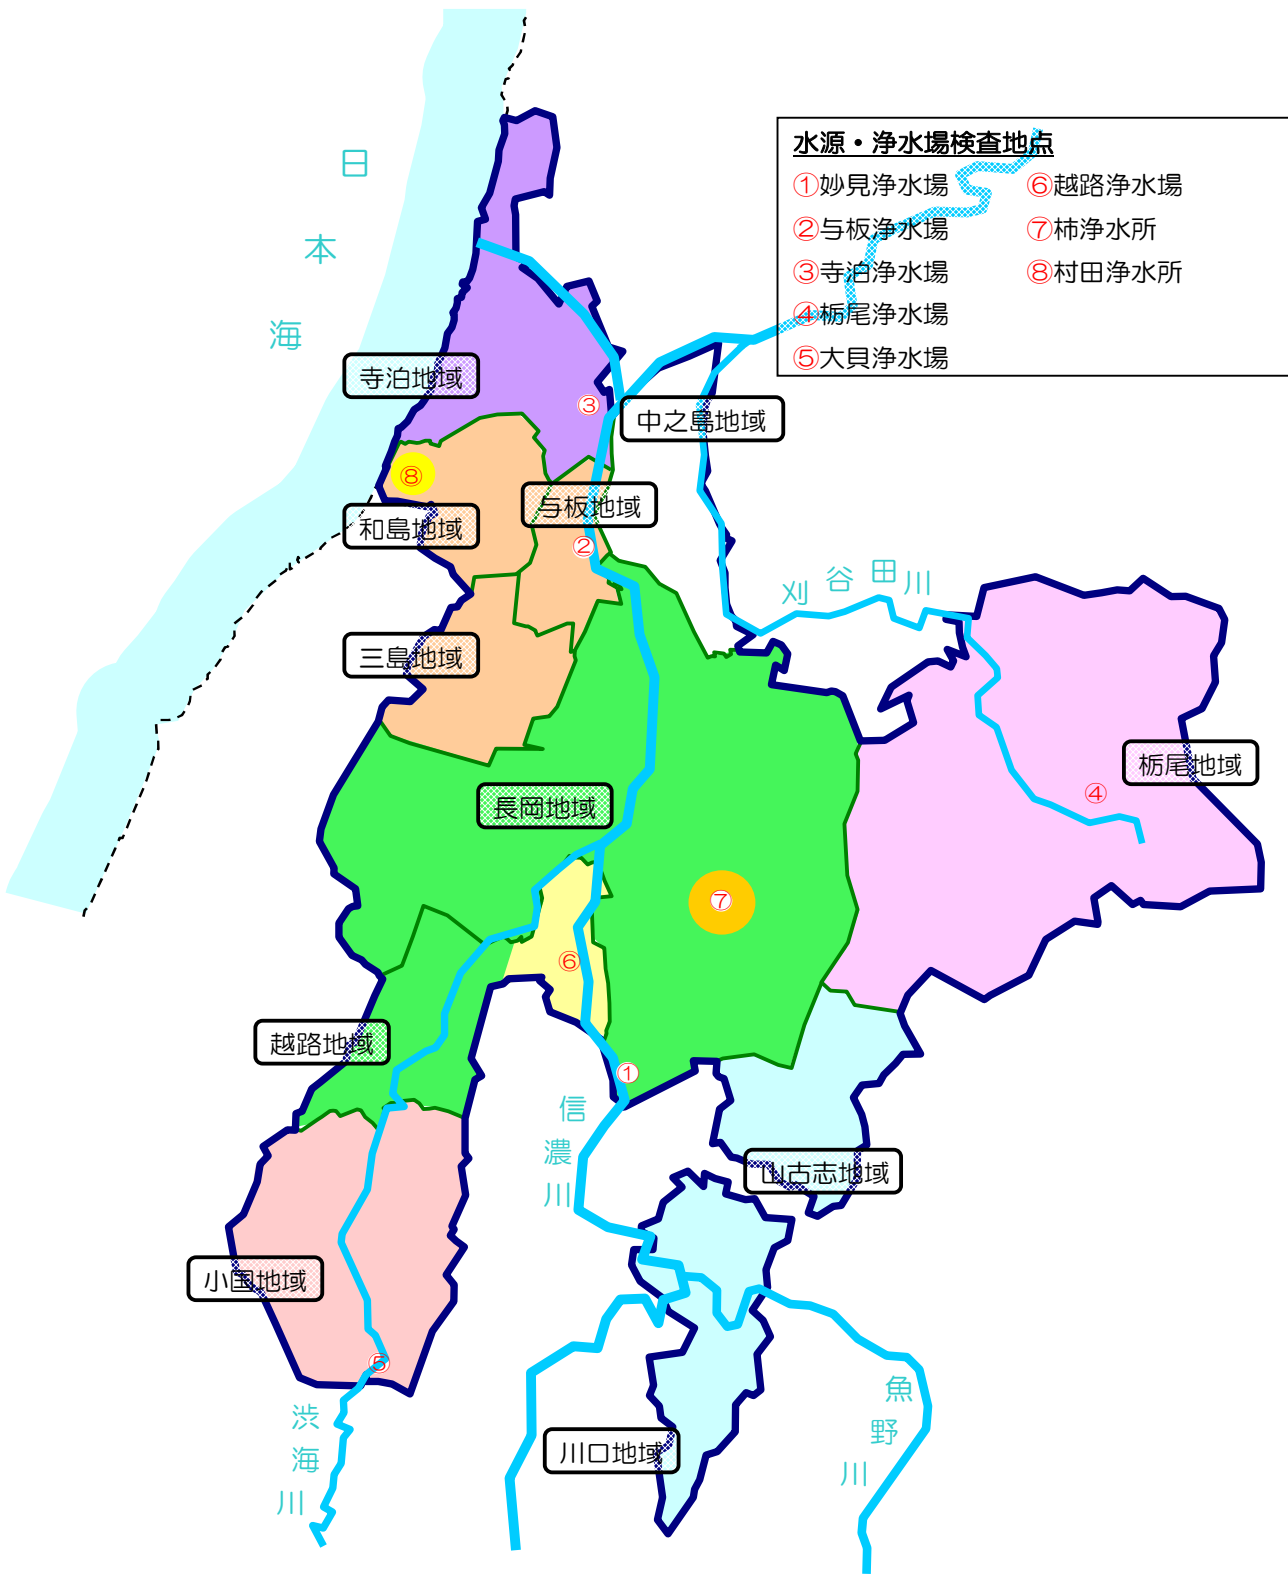 日本海
水源・浄水場検査地点
①妙見浄水場
⑥越路浄水場
②与板浄水場
⑦柿浄水所
③寺泊浄水場
⑧村田浄水所
④栃尾浄水場
⑤大貝浄水場
寺泊地域
③
中之島地域
⑧
和島地域
与板地域
②
刈谷田川
三島地域
栃尾地域
④
長岡地域
⑦
⑥
越路地域
①
信濃川
山古志地域
小国地域
⑤
渋海川
川口地域
魚野川